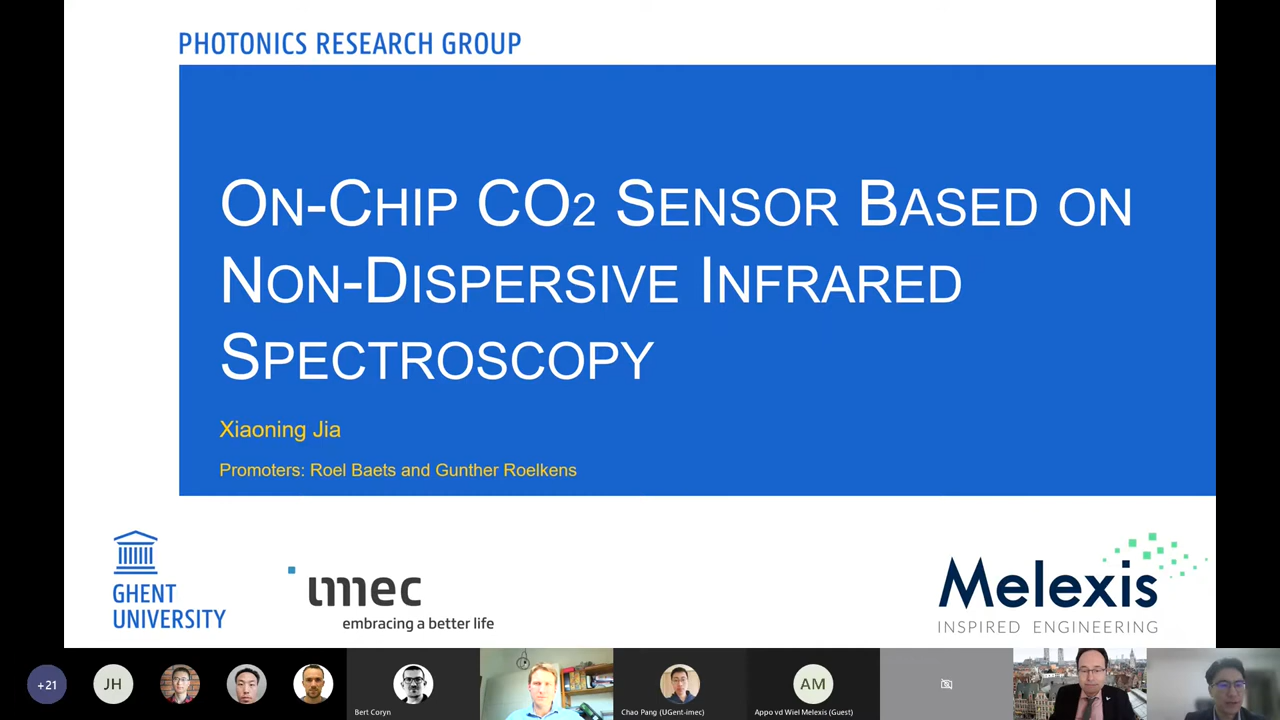 PHOTONICS RESEARCH GROUP
ON-CHIP CO2 SENSOR BASED ON
NON-DISPERSIVE INFRARED
SPECTROSCOPY
Xiaoning Jia
Promoters: Roel Baets and Gunther Roelkens
GHENT
UNIVERSITY
imec
embracing a better life
Melexis
INSPIRED ENGINEERING
+21
JH
AM
Bert Coryn
Chao Pang (UGent-imec)
Appo vd Wiel Melexis (Guest)